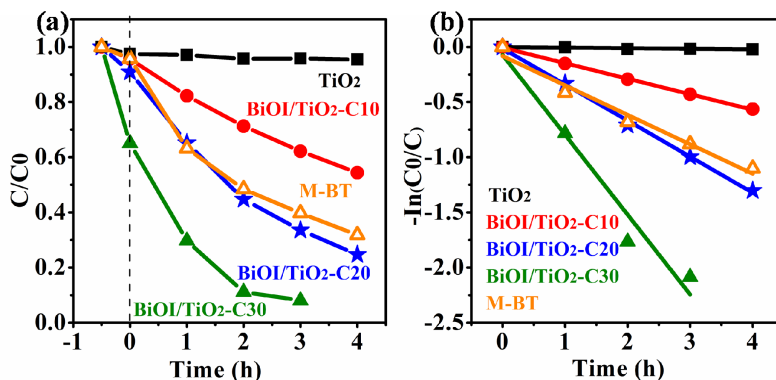 (a)
C/C0
1.0
0.8
0.6
0.4
0.2
0.0
TiO2
BiOI/TiO2-C10
M-BT
BiOI/TiO2-C20
BiOI/TiO2-C30
-1 0 1 2 3 4
Time (h)
(b)
-In(C0/C)
0.0
-0.5
-1.0
-1.5
-2.0
-2.5
TiO2
BiOI/TiO2-C10
BiOI/TiO2-C20
BiOI/TiO2-C30
M-BT
0 1 2 3 4
Time (h)